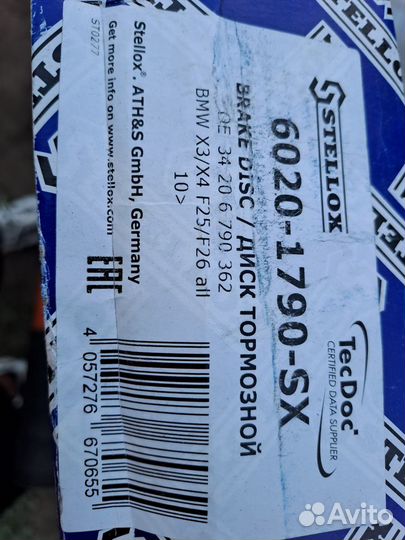 STELLOX
6020-1790-SX
BRAKE DISC / ДИСК ТОРМОЗНОЙ
OE 34 20 6 790 362
BMW X3/X4 F25/F26 all
10>
TecDoc
CERTIFIED DATA SUPPLIER
Stellox®. ATH&S GmbH, Germany
Get more info on www.stellox.com
ST0277
EAC
4 057276 670655
STELLOX
Avito